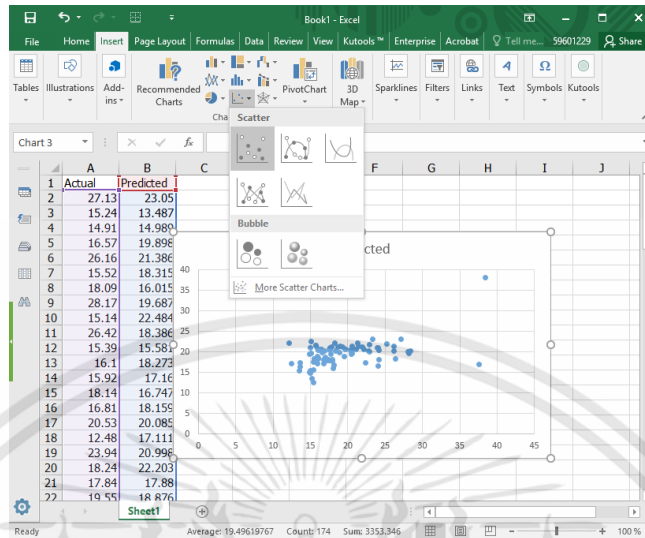 Book1 - Excel
File Home Insert Page Layout Formulas Data Review View Kutools ™ Enterprise Acrobat Tell me... 59601229 Share
Tables Illustrations Add-ins Recommended Charts PivotChart 3D Map Sparklines Filters Links Text Symbols Kutools
Cha
Scatter
Bubble
More Scatter Charts...
Chart 3 fx
A B C F G H I J
1 Actual Predicted
2 27.13 23.05
3 15.24 13.487
4 14.91 14.989
5 16.57 19.898
6 26.16 21.386
7 15.52 18.315
8 18.09 16.015
9 28.17 19.687
10 15.14 22.484
11 26.42 18.386
12 15.39 15.581
13 16.1 18.273
14 15.92 17.16
15 18.14 16.747
16 16.81 18.159
17 20.53 20.085
18 12.48 17.111
19 23.94 20.998
20 18.24 22.203
21 17.84 17.88
22 19.55 18.876
cted
40
35
30
25
20
15
10
5
0
0 5 10 15 20 25 30 35 40 45
Sheet1
Ready Average: 19.49619767 Count: 174 Sum: 3353.346 100 %